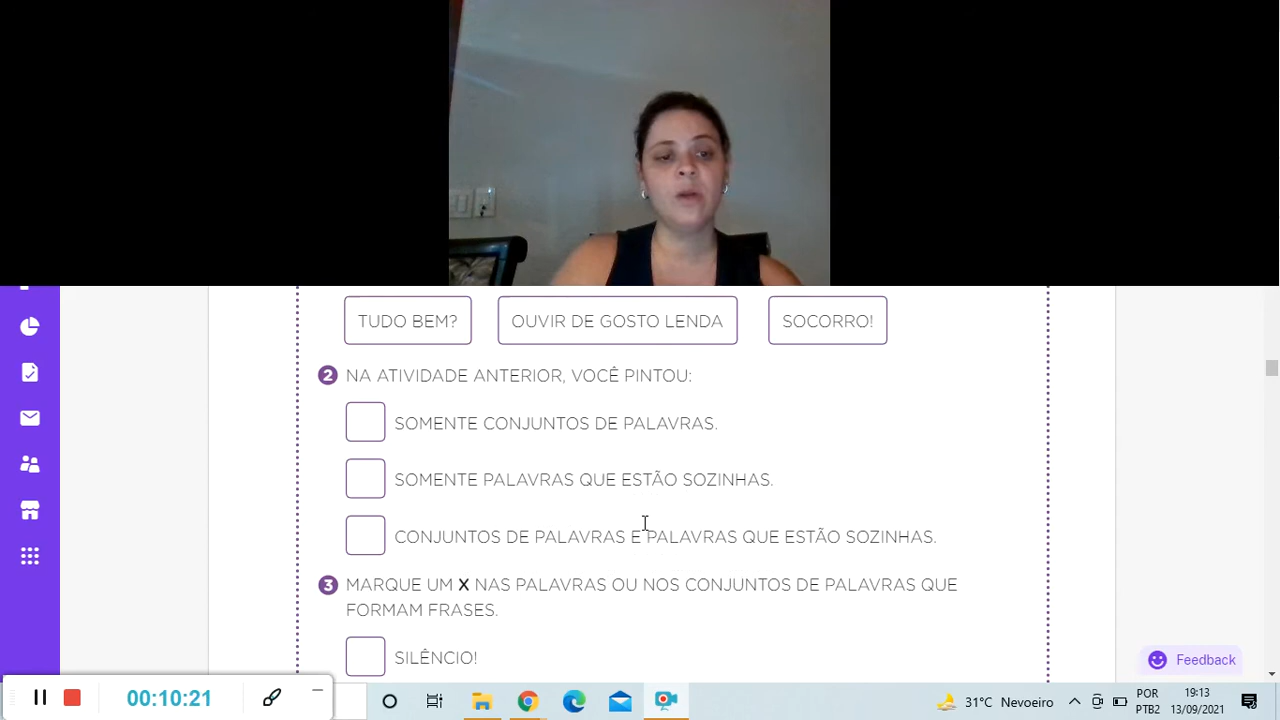 TUDO BEM?
OUVIR DE GOSTO LENDA
SOCORRO!
2 NA ATIVIDADE ANTERIOR, VOCÊ PINTOU:
SOMENTE CONJUNTOS DE PALAVRAS.
SOMENTE PALAVRAS QUE ESTÃO SOZINHAS.
CONJUNTOS DE PALAVRAS E PALAVRAS QUE ESTÃO SOZINHAS.
3 MARQUE UM X NAS PALAVRAS OU NOS CONJUNTOS DE PALAVRAS QUE
FORMAM FRASES.
SILÊNCIO!
Feedback
00:10:21
31°C Nevoeiro
POR
PTB2
19:13
13/09/2021